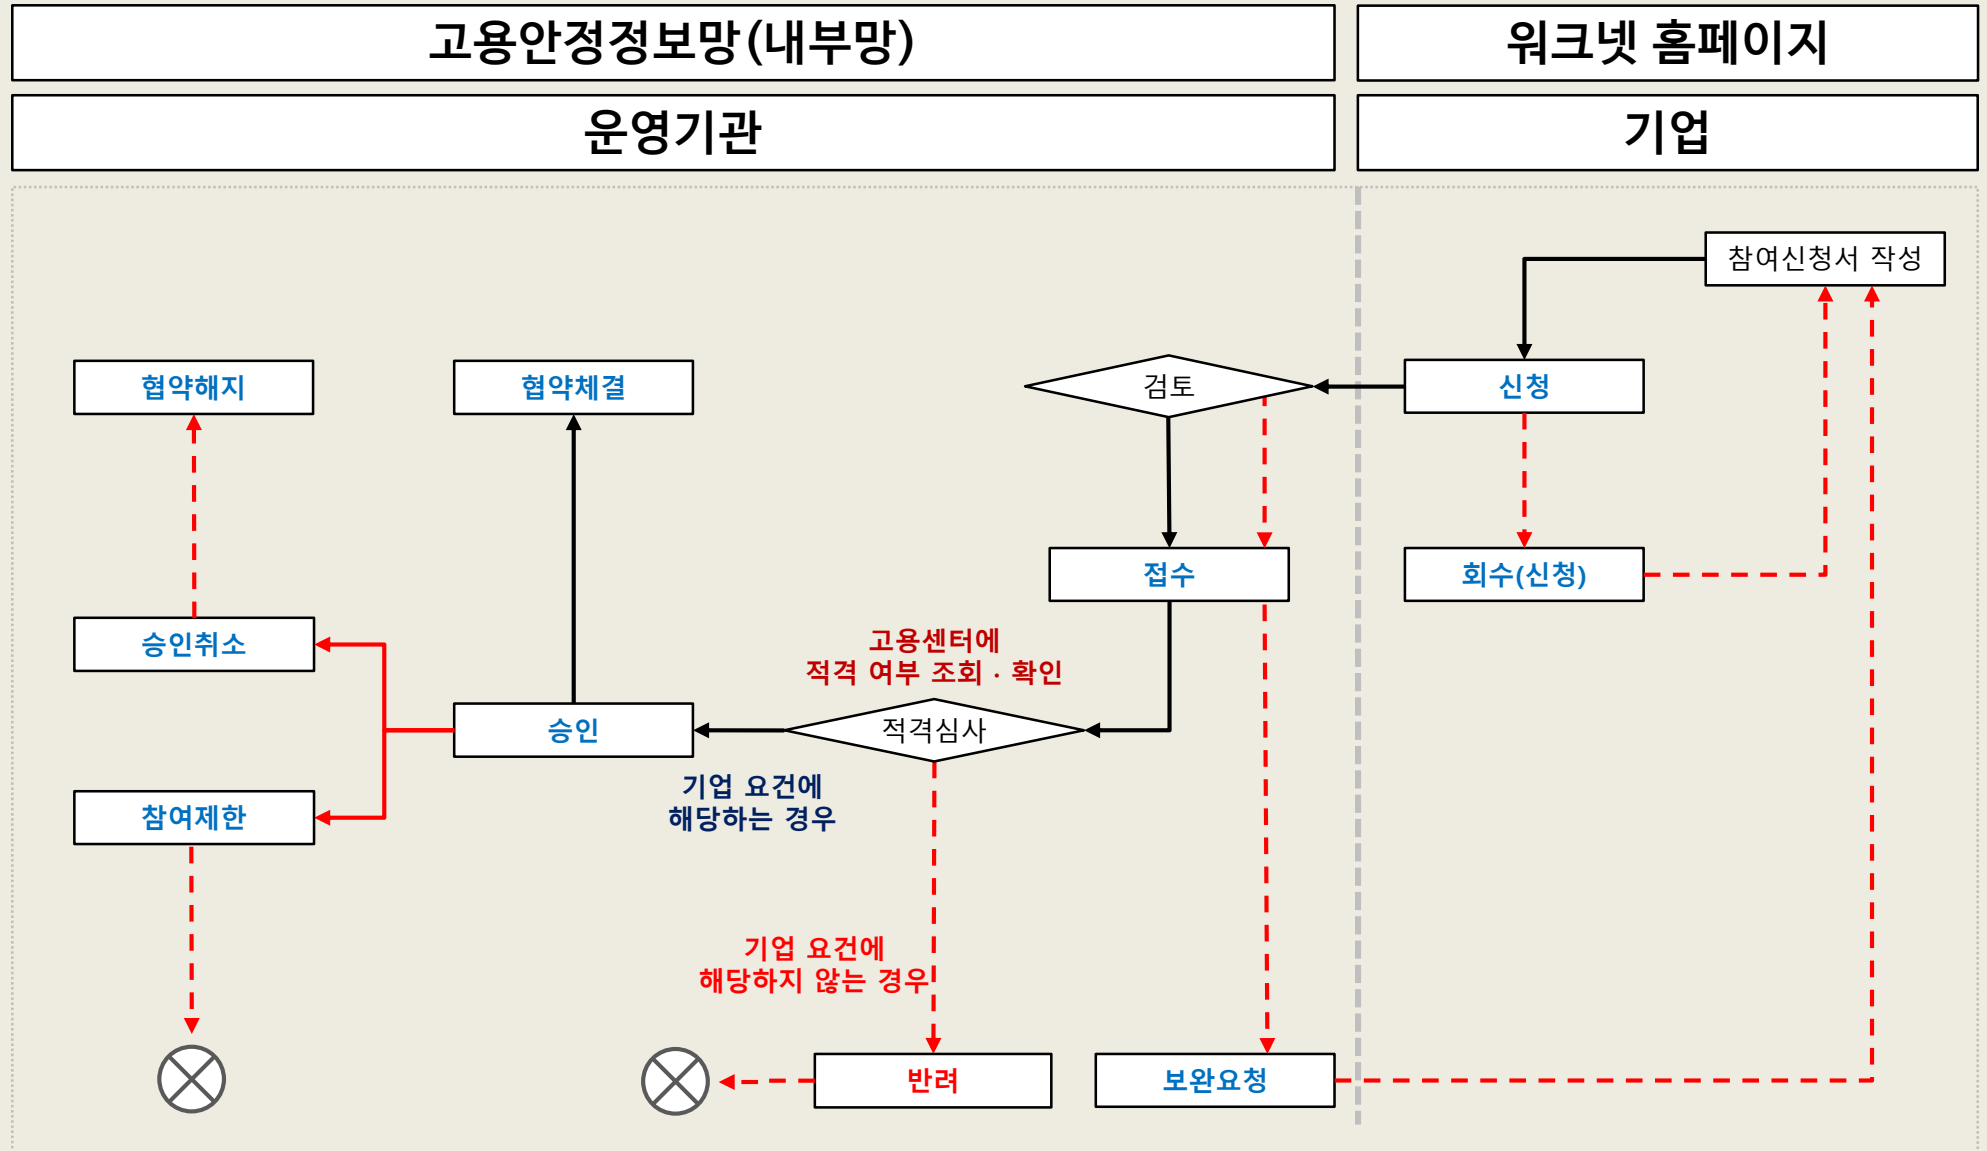 고용안정정보망(내부망)
워크넷 홈페이지
운영기관
기업
참여신청서 작성
협약해지
협약체결
검토
신청
접수
회수(신청)
승인취소
고용센터에
적격 여부 조회 · 확인
승인
적격심사
기업 요건에
해당하는 경우
참여제한
기업 요건에
해당하지 않는 경우
반려
보완요청